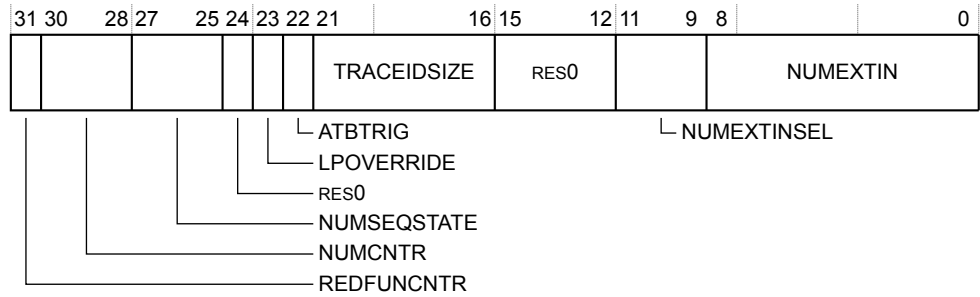 31 30 28 27 25 24 23 22 21 16 15 12 11 9 8 0
TRACEIDSIZE RES0 NUMEXTIN
ATBTRIG NUMEXTINSEL
LPOVERRIDE
RES0
NUMSEQSTATE
NUMCNTR
REDFUNCNTR